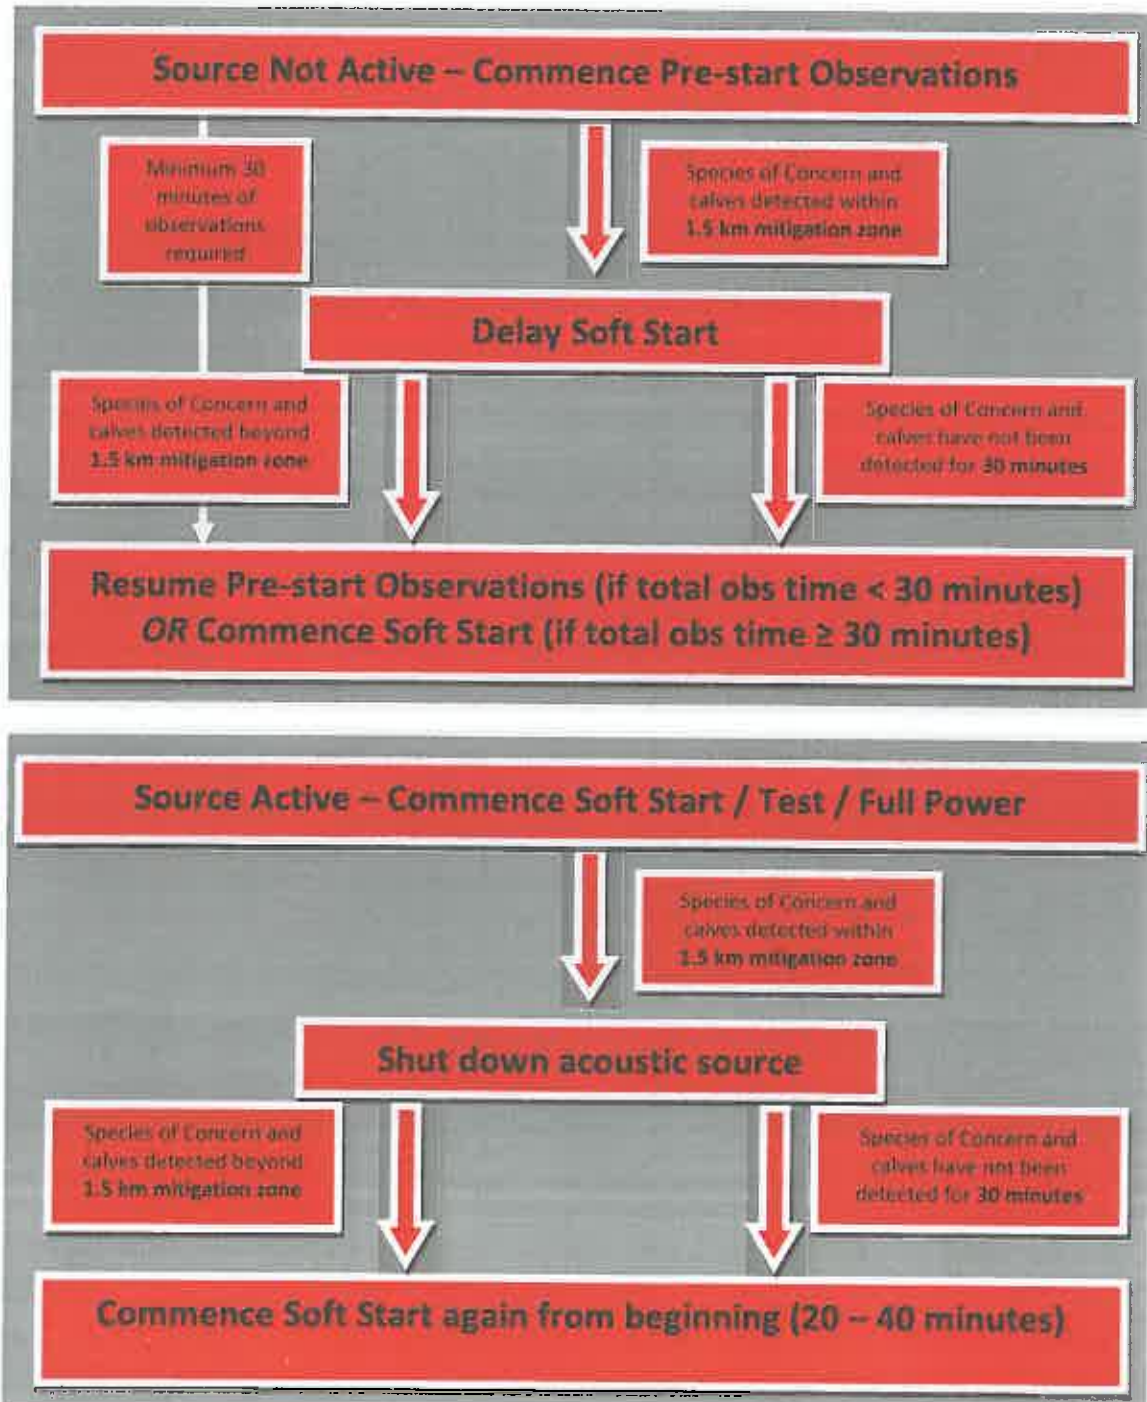 Source Not Active – Commence Pre-start Observations
Minimum 30
minutes of
observations
required
Species of Concern and
calves detected within
1.5 km mitigation zone
Delay Soft Start
Species of Concern and
calves detected beyond
1.5 km mitigation zone
Species of Concern and
calves have not been
detected for 30 minutes
Resume Pre-start Observations (if total obs time < 30 minutes)
OR Commence Soft Start (if total obs time ≥ 30 minutes)
Source Active – Commence Soft Start / Test / Full Power
Species of Concern and
calves detected within
1.5 km mitigation zone
Shut down acoustic source
Species of Concern and
calves detected beyond
1.5 km mitigation zone
Species of Concern and
calves have not been
detected for 30 minutes
Commence Soft Start again from beginning (20 – 40 minutes)